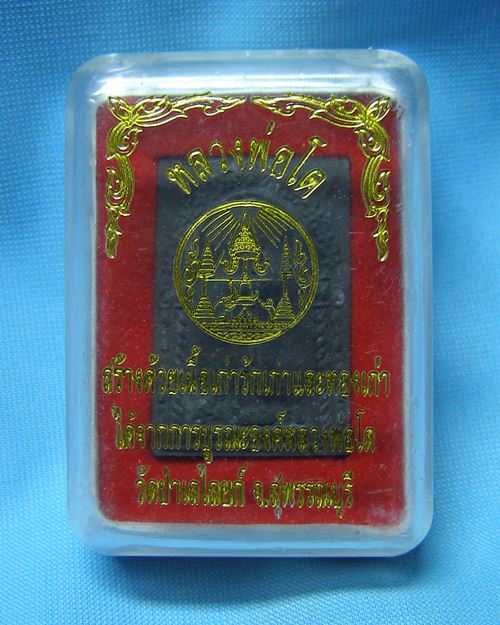 หลวงพ่อโต
สร้างด้วยเนื้อเก่ารักเก่าและทองเก่า
ได้จากการบูรณะองค์หลวงพ่อโต
วัดป่าเลไลยก์ จ.สุพรรณบุรี